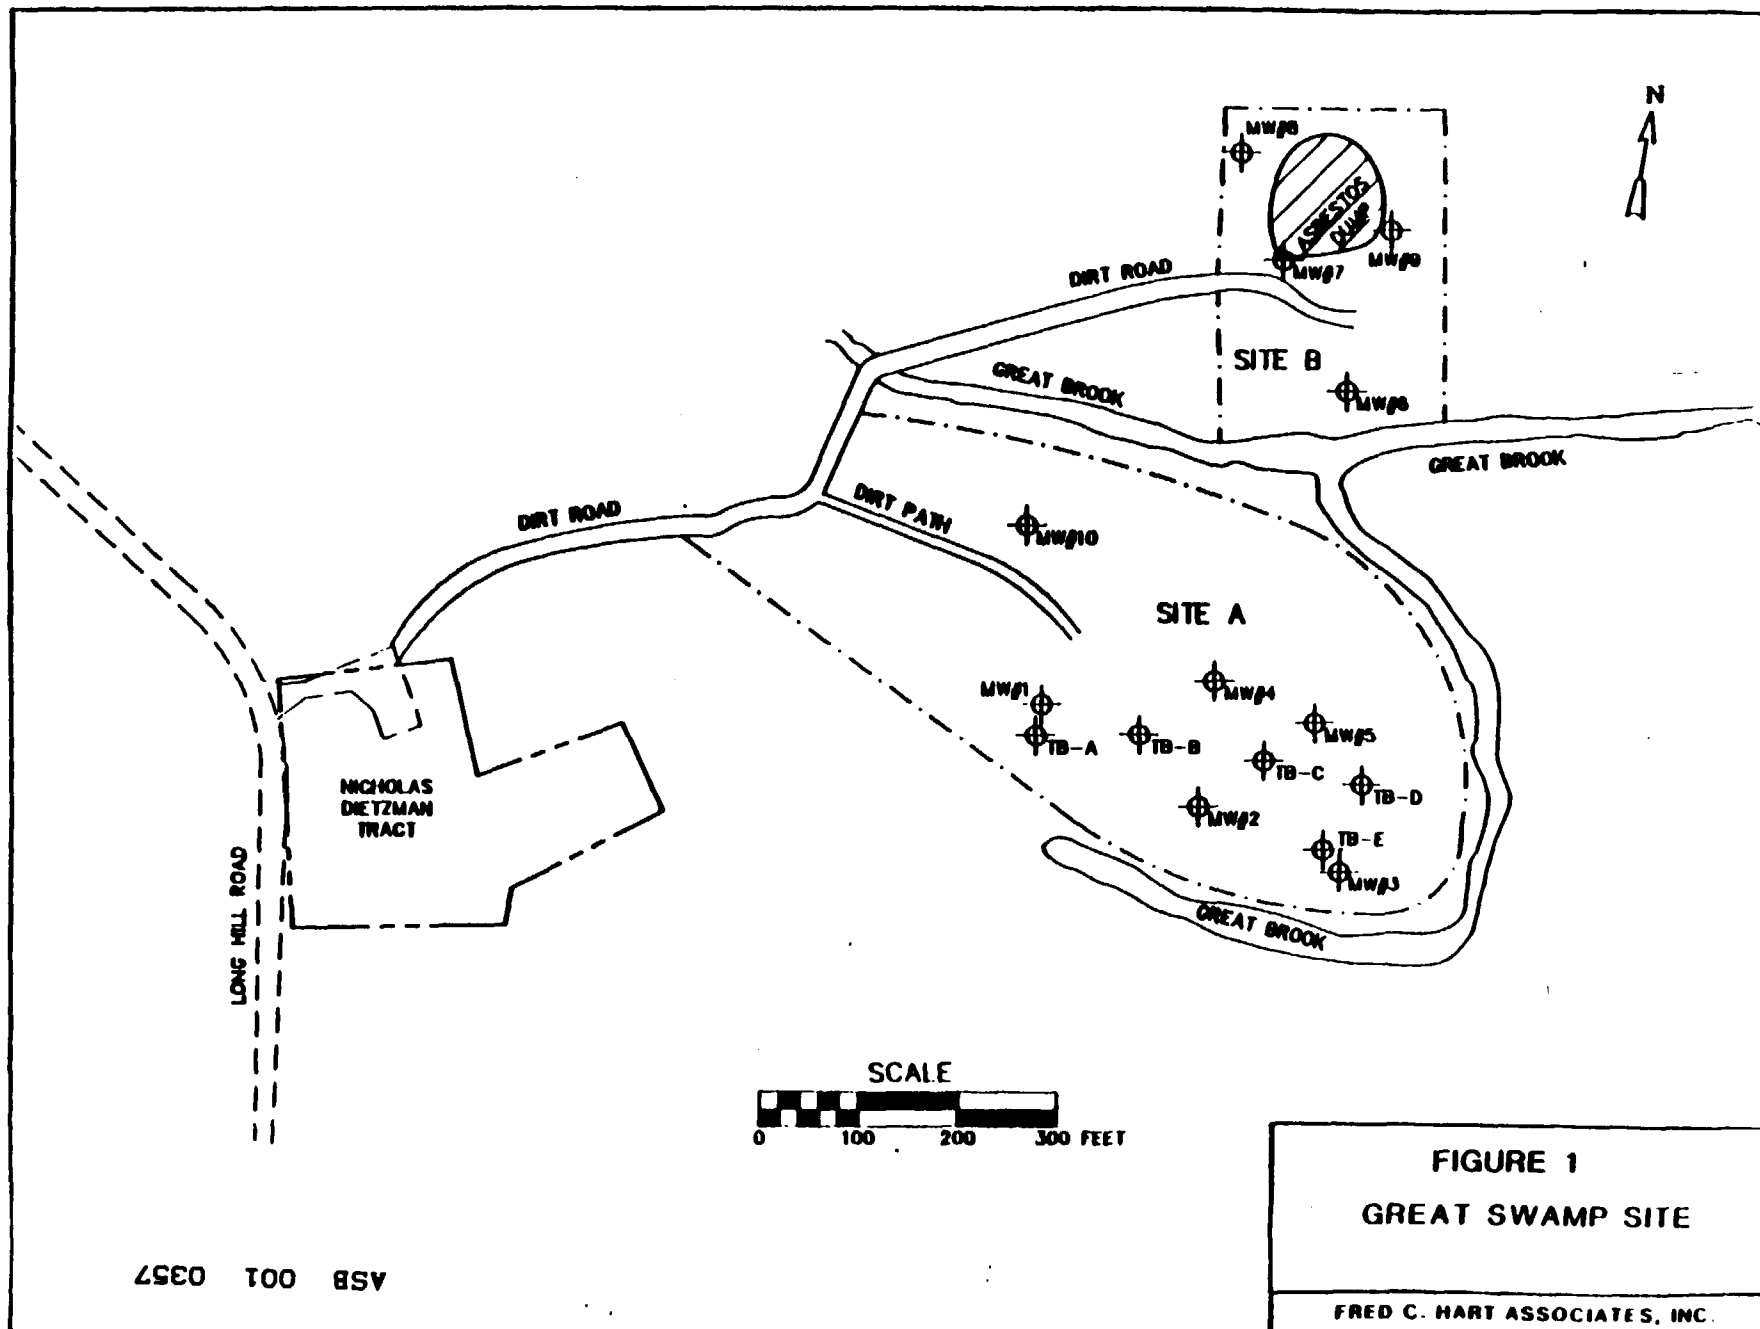 N
MW#8
ASBESTOS
DUMP
MW#7
MW#9
DIRT ROAD
SITE B
GREAT BROOK
MW#6
GREAT BROOK
DIRT PATH
DIRT ROAD
MW#10
SITE A
MW#1
MW#4
TB-A
TB-B
MW#5
TB-C
TB-D
MW#2
TB-E
MW#3
GREAT BROOK
NICHOLAS
DIETZMAN
TRACT
LONG HILL ROAD
SCALE
0 100 200 300 FEET
FIGURE 1
GREAT SWAMP SITE
FRED C. HART ASSOCIATES, INC.
ASB 001 0357